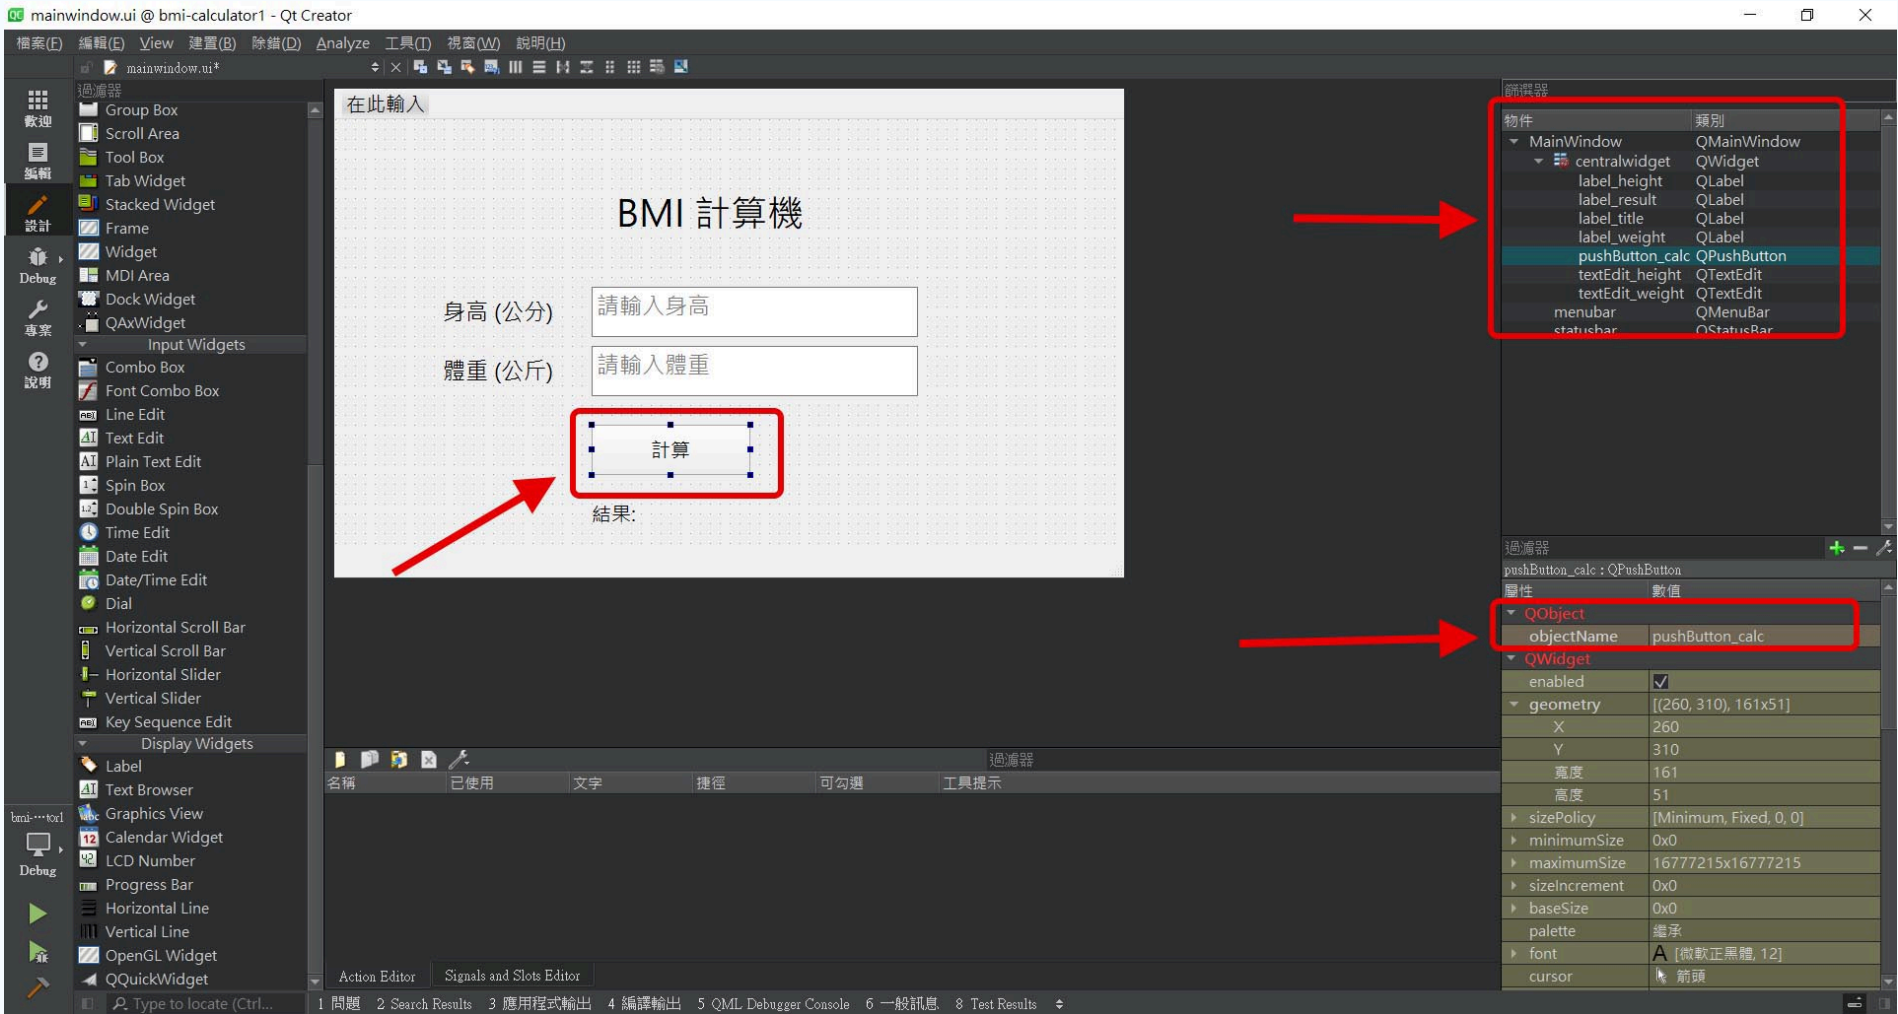 mainwindow.ui @ bmi-calculator1 - Qt Creator
檔案(F) 編輯(E) View 建置(B) 除錯(D) Analyze 工具(T) 視窗(W) 說明(H)
mainwindow.ui*
歡迎
編輯
設計
Debug
專案
說明
bmi-···tor1
Debug
過濾器
Group Box
Scroll Area
Tool Box
Tab Widget
Stacked Widget
Frame
Widget
MDI Area
Dock Widget
QAxWidget
Input Widgets
Combo Box
Font Combo Box
Line Edit
Text Edit
Plain Text Edit
Spin Box
Double Spin Box
Time Edit
Date Edit
Date/Time Edit
Dial
Horizontal Scroll Bar
Vertical Scroll Bar
Horizontal Slider
Vertical Slider
Key Sequence Edit
Display Widgets
Label
Text Browser
Graphics View
Calendar Widget
LCD Number
Progress Bar
Horizontal Line
Vertical Line
OpenGL Widget
QQuickWidget
在此輸入
BMI 計算機
身高 (公分) 請輸入身高
體重 (公斤) 請輸入體重
計算
結果:
過濾器
名稱 已使用 文字 捷徑 可勾選 工具提示
Action Editor Signals and Slots Editor
篩選器
物件 類別
MainWindow QMainWindow
centralwidget QWidget
label_height QLabel
label_result QLabel
label_title QLabel
label_weight QLabel
pushButton_calc QPushButton
textEdit_height QTextEdit
textEdit_weight QTextEdit
menubar QMenuBar
statusbar QStatusBar
過濾器
pushButton_calc : QPushButton
屬性 數值
QObject
objectName pushButton_calc
QWidget
enabled
geometry [(260, 310), 161x51]
X 260
Y 310
寬度 161
高度 51
sizePolicy [Minimum, Fixed, 0, 0]
minimumSize 0x0
maximumSize 16777215x16777215
sizeIncrement 0x0
baseSize 0x0
palette 繼承
font A [微軟正黑體, 12]
cursor 箭頭
Type to locate (Ctrl... 1 問題 2 Search Results 3 應用程式輸出 4 編譯輸出 5 QML Debugger Console 6 一般訊息 8 Test Results